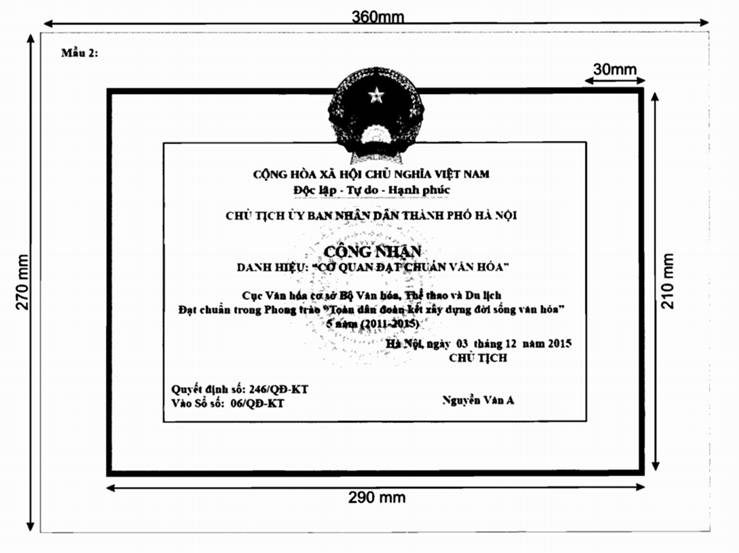 360mm
Mẫu 2:
30mm
CỘNG HÒA XÃ HỘI CHỦ NGHĨA VIỆT NAM
Độc lập - Tự do - Hạnh phúc
CHỦ TỊCH ỦY BAN NHÂN DÂN THÀNH PHỐ HÀ NỘI
CÔNG NHẬN
DANH HIỆU: “CƠ QUAN ĐẠT CHUẨN VĂN HÓA”
Cục Văn hóa cơ sở Bộ Văn hóa, Thể thao và Du lịch
Đạt chuẩn trong Phong trào “Toàn dân đoàn kết xây dựng đời sống văn hóa”
5 năm (2011-2015)
Hà Nội, ngày 03 tháng 12 năm 2015
CHỦ TỊCH
Quyết định số: 246/QĐ-KT
Vào Sổ số: 06/QĐ-KT
Nguyễn Văn A
270 mm
210 mm
290 mm